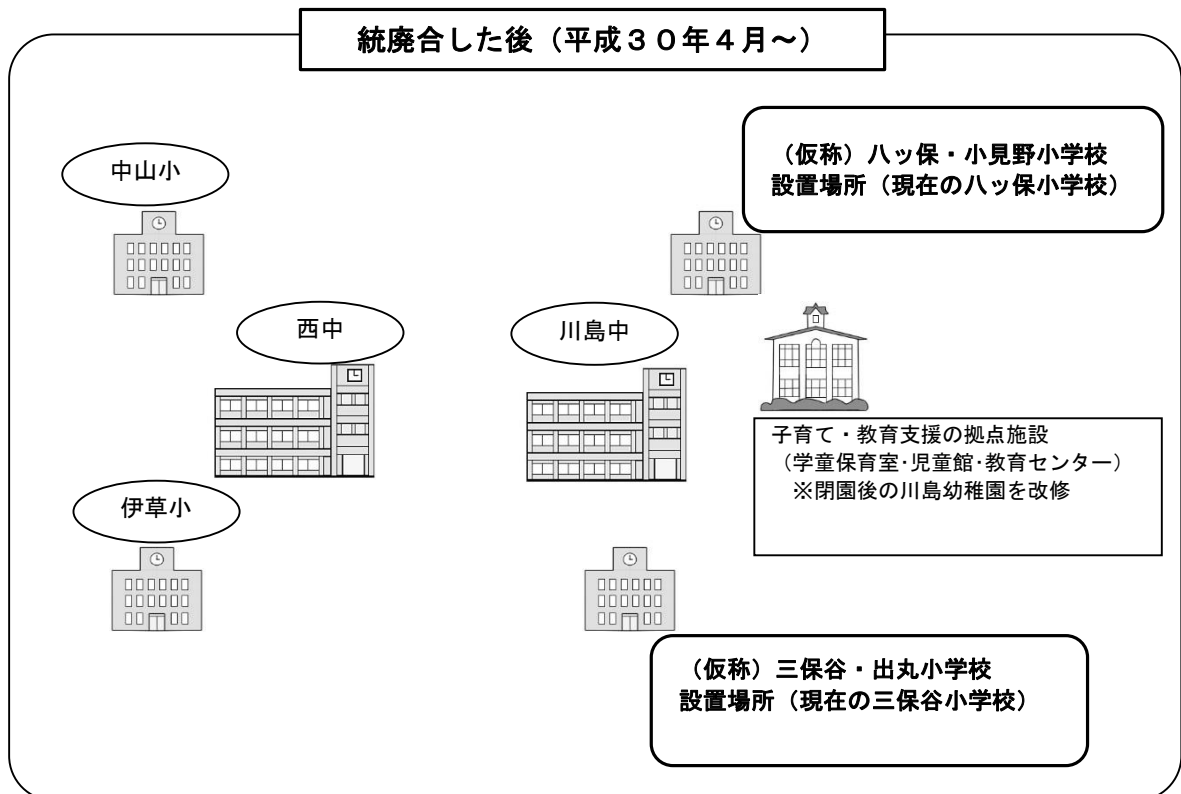 統廃合した後（平成３０年４月～）
中山小
（仮称）八ッ保・小見野小学校
設置場所（現在の八ッ保小学校）
西中
川島中
子育て・教育支援の拠点施設
（学童保育室･児童館･教育センター）
※閉園後の川島幼稚園を改修
伊草小
（仮称）三保谷・出丸小学校
設置場所（現在の三保谷小学校）